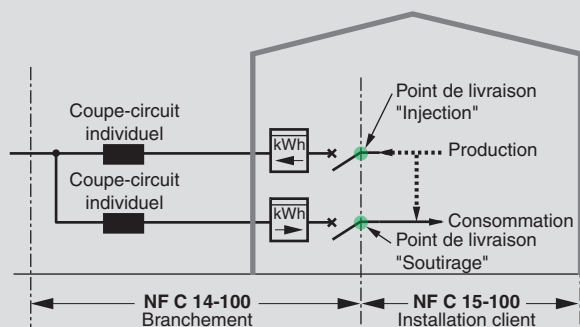 Point de livraison
"Injection"
Coupe-circuit
individuel
kWh
Production
Coupe-circuit
individuel
kWh
Consommation
Point de livraison
"Soutirage"
NF C 14-100
Branchement
NF C 15-100
Installation client